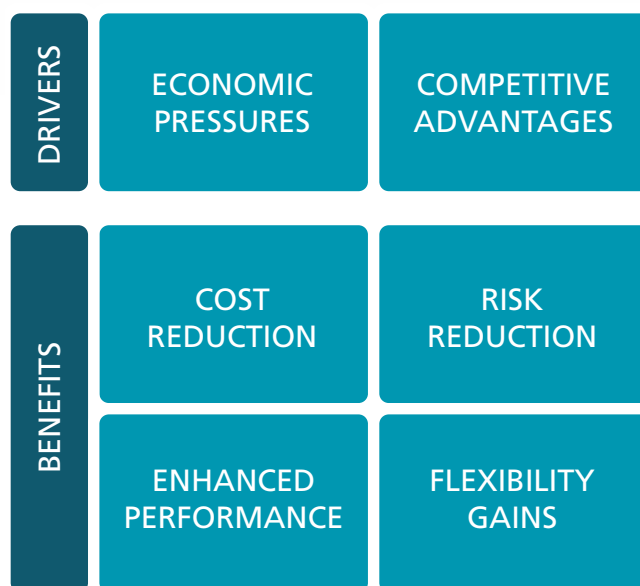 DRIVERS
ECONOMIC
PRESSURES
COMPETITIVE
ADVANTAGES
BENEFITS
COST
REDUCTION
RISK
REDUCTION
ENHANCED
PERFORMANCE
FLEXIBILITY
GAINS